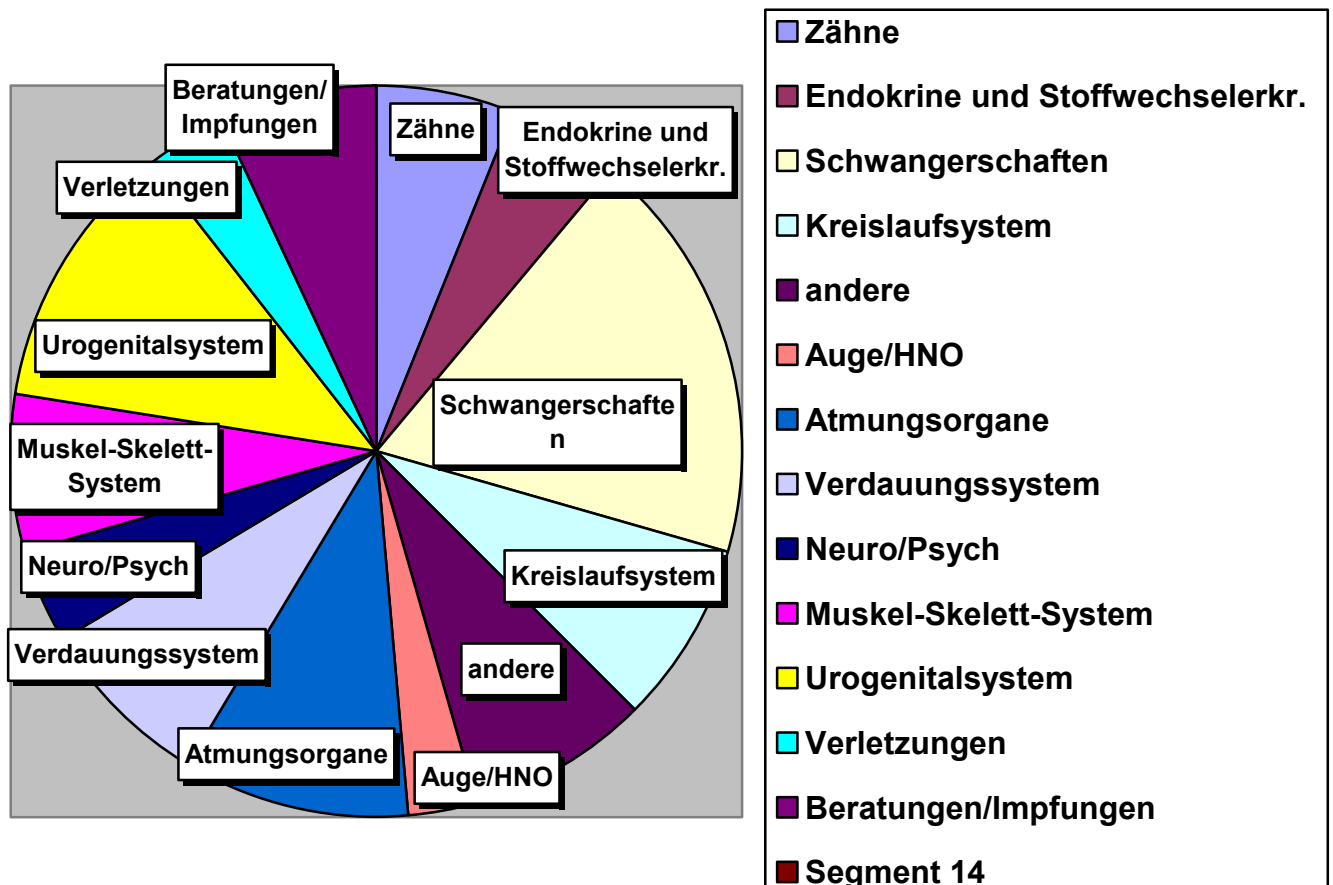 Beratungen/
Impfungen
Zähne
Endokrine und
Stoffwechselerkr.
Verletzungen
Urogenitalsystem
Schwangerschafte
n
Muskel-Skelett-
System
Neuro/Psych
Kreislaufsystem
Verdauungssystem
andere
Atmungsorgane
Auge/HNO
Zähne
Endokrine und Stoffwechselerkr.
Schwangerschaften
Kreislaufsystem
andere
Auge/HNO
Atmungsorgane
Verdauungssystem
Neuro/Psych
Muskel-Skelett-System
Urogenitalsystem
Verletzungen
Beratungen/Impfungen
Segment 14